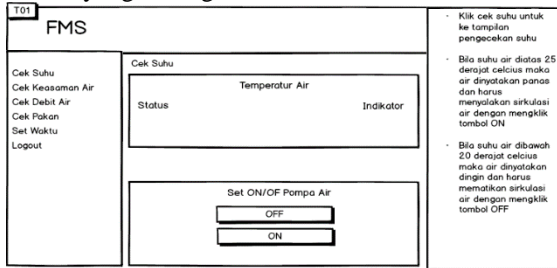 T01
FMS
Cek Suhu
Cek Keasaman Air
Cek Debit Air
Cek Pakan
Set Waktu
Logout
Cek Suhu
Temperatur Air
Status Indikator
Set ON/OF Pompa Air
OFF
ON
- Klik cek suhu untuk
ke tampilan
pengecekan suhu
- Bila suhu air diatas 25
derajat celcius maka
air dinyatakan panas
dan harus
menyalakan sirkulasi
air dengan mengklik
tombol ON
- Bila suhu air dibawah
20 derajat celcius
maka air dinyatakan
dingin dan harus
mematikan sirkulasi
air dengan mengklik
tombol OFF